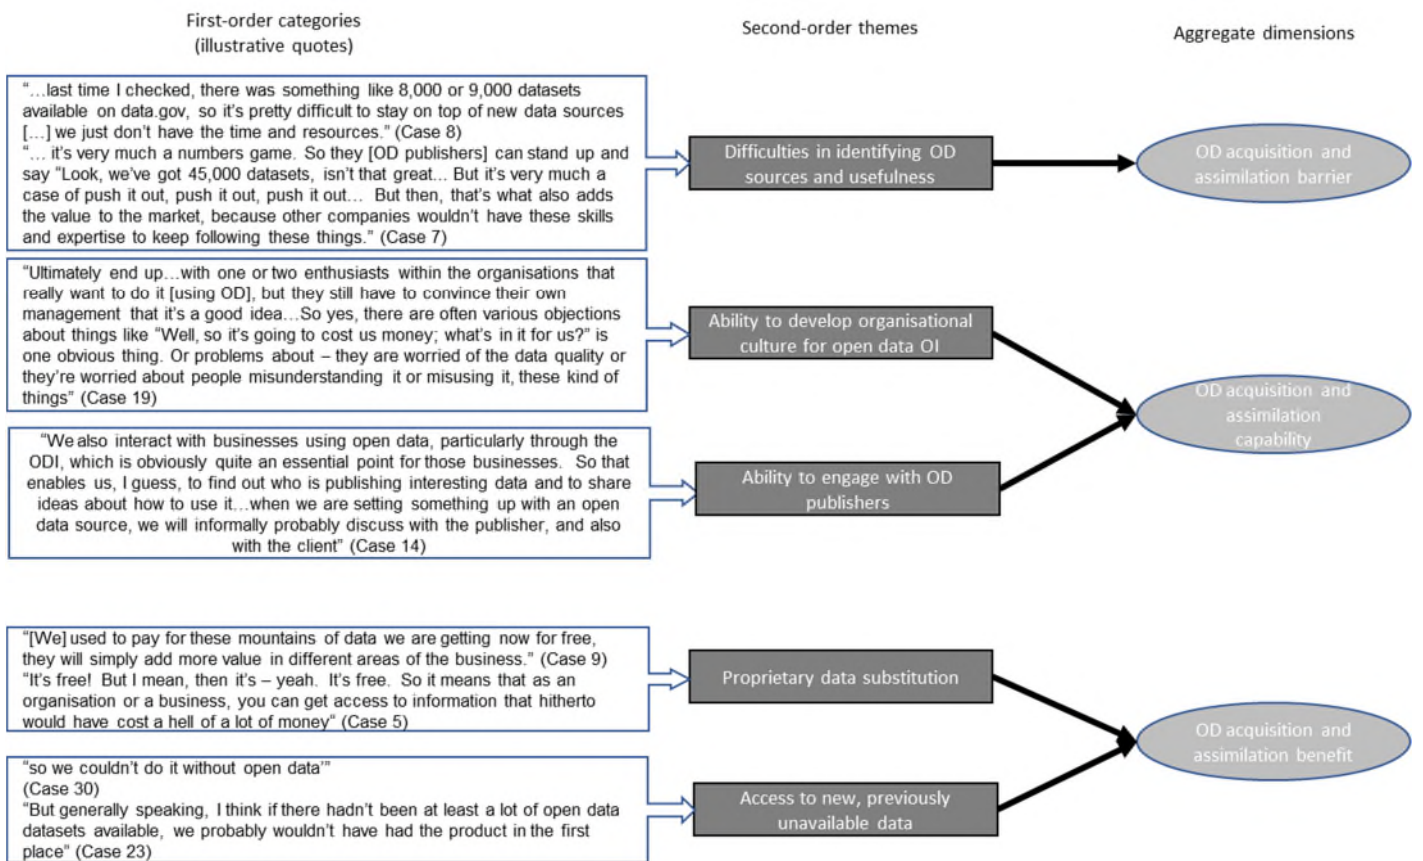 First-order categories
(illustrative quotes)
Second-order themes
Aggregate dimensions
“…last time I checked, there was something like 8,000 or 9,000 datasets
available on data.gov, so it’s pretty difficult to stay on top of new data sources
[…] we just don’t have the time and resources.” (Case 8)
“… it’s very much a numbers game. So they [OD publishers] can stand up and
say "Look, we’ve got 45,000 datasets, isn’t that great... But it’s very much a
case of push it out, push it out, push it out… But then, that’s what also adds
the value to the market, because other companies wouldn’t have these skills
and expertise to keep following these things.” (Case 7)
Difficulties in identifying OD
sources and usefulness
OD acquisition and
assimilation barrier
“Ultimately end up…with one or two enthusiasts within the organisations that
really want to do it [using OD], but they still have to convince their own
management that it’s a good idea…So yes, there are often various objections
about things like “Well, so it’s going to cost us money; what’s in it for us?” is
one obvious thing. Or problems about – they are worried of the data quality or
they’re worried about people misunderstanding it or misusing it, these kind of
things” (Case 19)
Ability to develop organisational
culture for open data OI
OD acquisition and
assimilation
capability
“We also interact with businesses using open data, particularly through the
ODI, which is obviously quite an essential point for those businesses. So that
enables us, I guess, to find out who is publishing interesting data and to share
ideas about how to use it…when we are setting something up with an open
data source, we will informally probably discuss with the publisher, and also
with the client” (Case 14)
Ability to engage with OD
publishers
“[We] used to pay for these mountains of data we are getting now for free,
they will simply add more value in different areas of the business.” (Case 9)
“It’s free! But I mean, then it’s – yeah. It’s free. So it means that as an
organisation or a business, you can get access to information that hitherto
would have cost a hell of a lot of money“ (Case 5)
Proprietary data substitution
OD acquisition and
assimilation benefit
“so we couldn’t do it without open data’”
(Case 30)
“But generally speaking, I think if there hadn’t been at least a lot of open data
datasets available, we probably wouldn’t have had the product in the first
place” (Case 23)
Access to new, previously
unavailable data